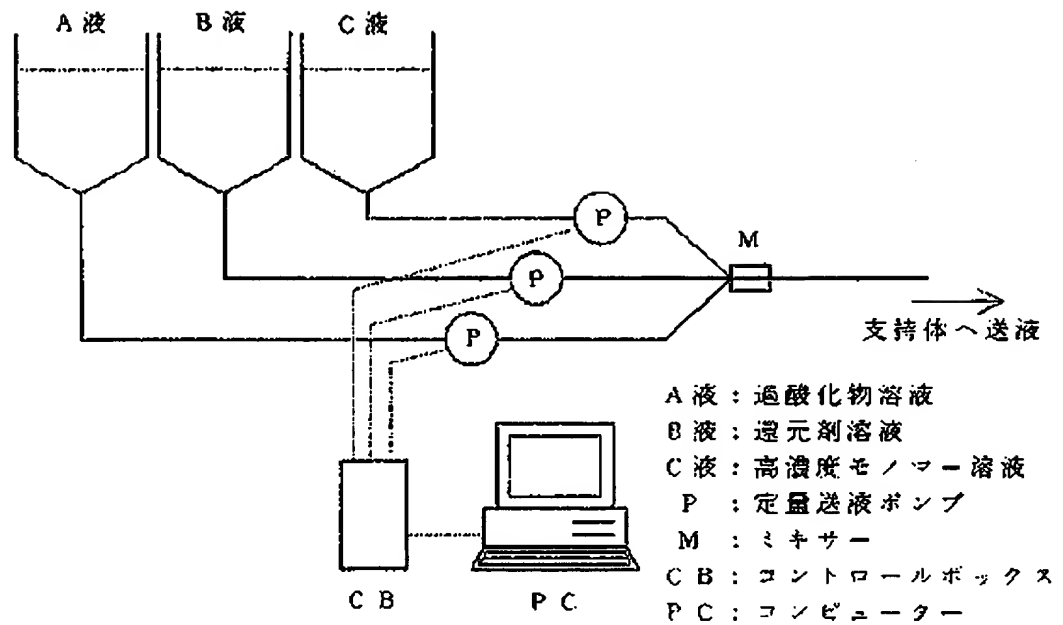 A液 B液 C液
P
M
P
支持体へ送液
P
A液：過酸化物溶液
B液：還元剤溶液
C液：高濃度モノマー溶液
P：定量送液ポンプ
M：ミキサー
CB：コントロールボックス
PC：コンピューター
CB PC